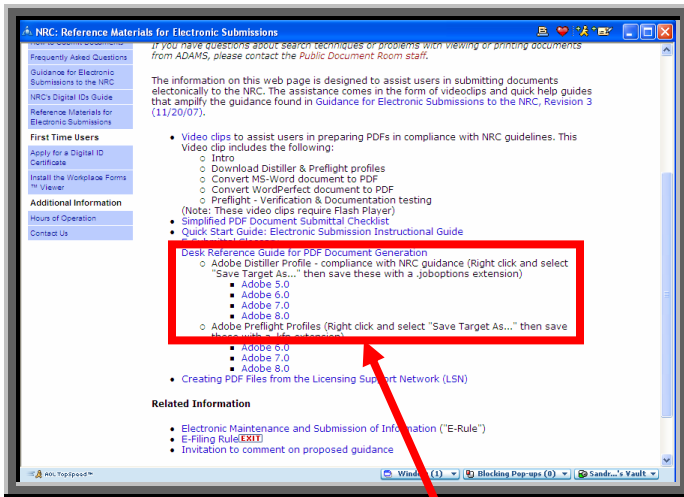 NRC: Reference Materials for Electronic Submissions
How to Submit Documents
Frequently Asked Questions
Guidance for Electronic
Submissions to the NRC
NRC's Digital IDs Guide
Reference Materials for
Electronic Submissions
First Time Users
Apply for a Digital ID
Certificate
Install the Workplace Forms
™ Viewer
Additional Information
Hours of Operation
Contact Us
If you have questions about search techniques or problems with viewing or printing documents
from ADAMS, please contact the Public Document Room staff.
The information on this web page is designed to assist users in submitting documents
electonically to the NRC. The assistance comes in the form of videoclips and quick help guides
that ampilfy the guidance found in Guidance for Electronic Submissions to the NRC, Revision 3
(11/20/07).
Video clips to assist users in preparing PDFs in compliance with NRC guidelines. This
Video clip includes the following:
Intro
Download Distiller & Preflight profiles
Convert MS-Word document to PDF
Convert WordPerfect document to PDF
Preflight - Verification & Documentation testing
(Note: These video clips require Flash Player)
Simplified PDF Document Submittal Checklist
Quick Start Guide: Electronic Submission Instructional Guide
Desk Reference Guide for PDF Document Generation
Adobe Distiller Profile - compliance with NRC guidance (Right click and select
"Save Target As..." then save these with a .joboptions extension)
Adobe 5.0
Adobe 6.0
Adobe 7.0
Adobe 8.0
Adobe Preflight Profiles (Right click and select "Save Target As..." then save
these with a .kfp extension)
Adobe 6.0
Adobe 7.0
Adobe 8.0
Creating PDF Files from the Licensing Support Network (LSN)
Related Information
Electronic Maintenance and Submission of Information ("E-Rule")
E-Filing Rule EXIT
Invitation to comment on proposed guidance
AOL TopSpeed™
Window (1)
Blocking Pop-ups (0)
Sandr...'s Vault